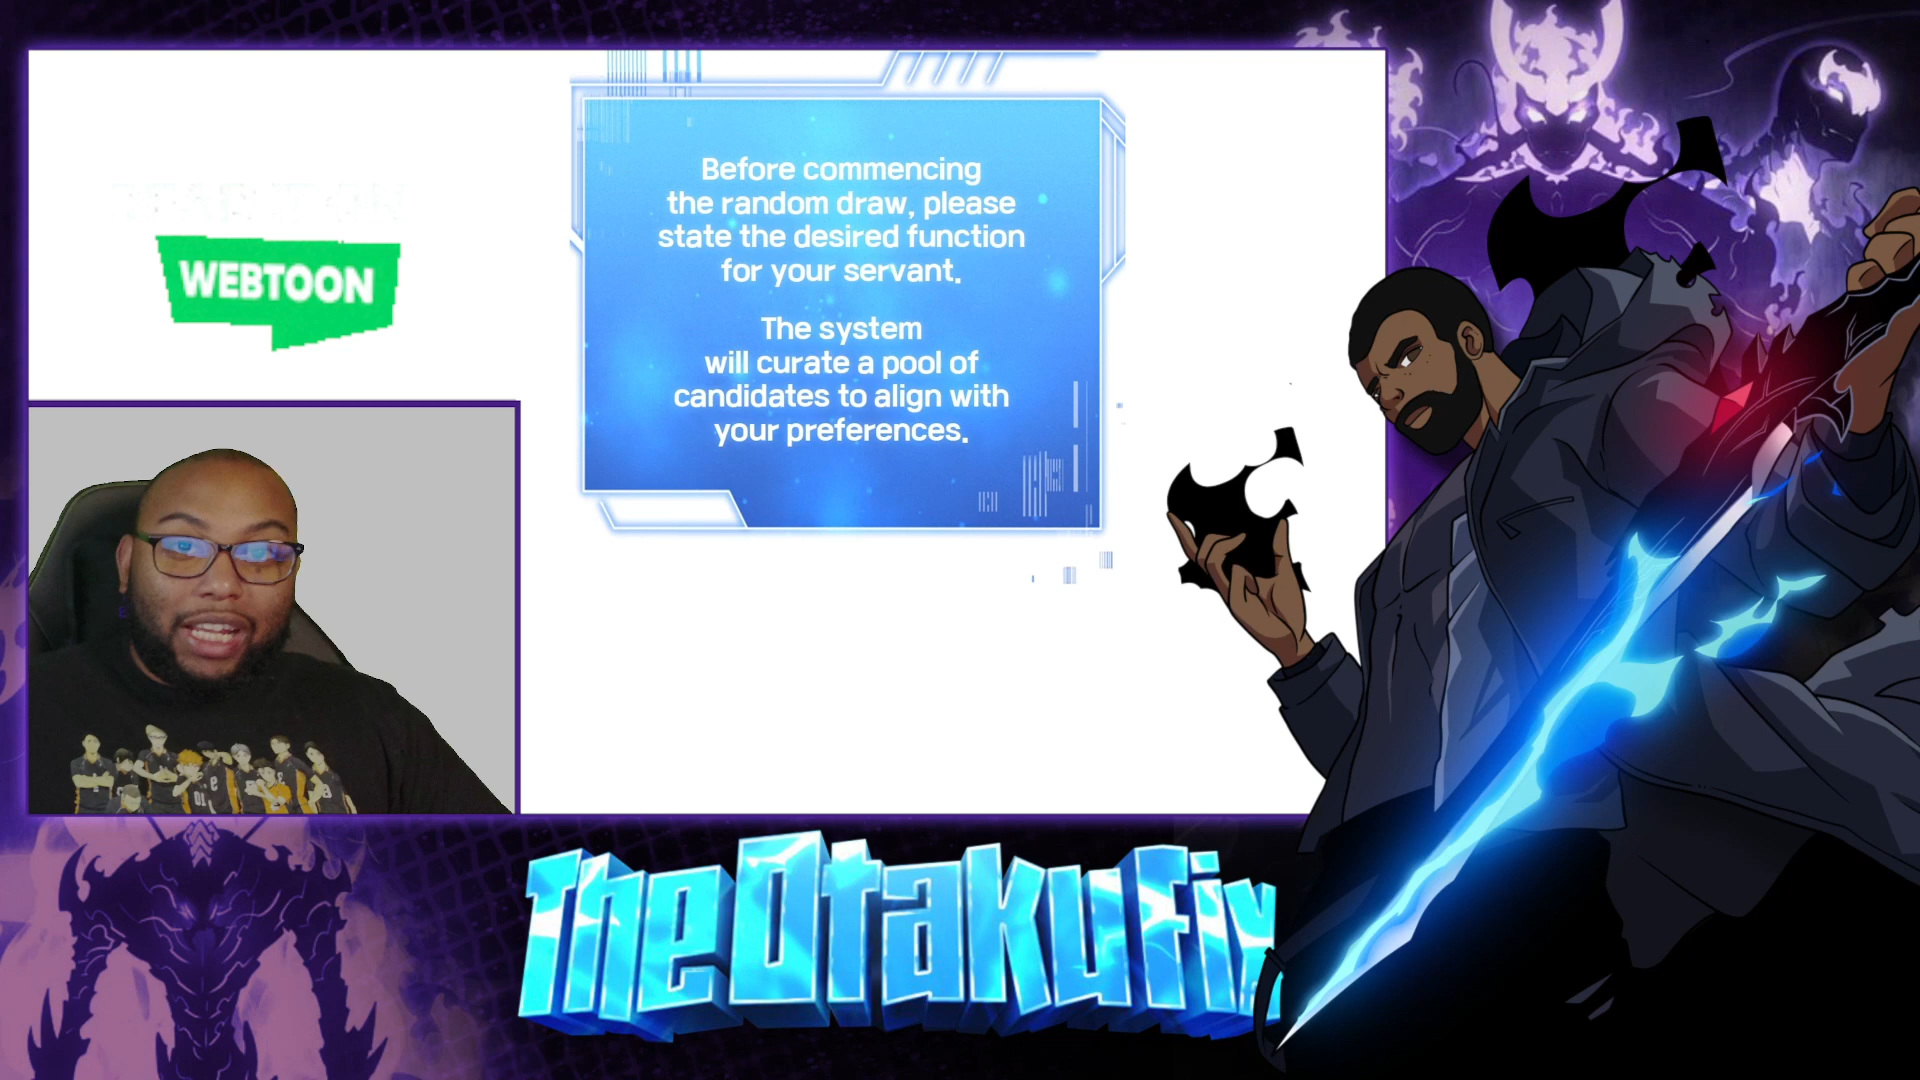 Before commencing
the random draw, please
state the desired function
for your servant.
The system
will curate a pool of
candidates to align with
your preferences.
WEBTOON
TheOtakuFix